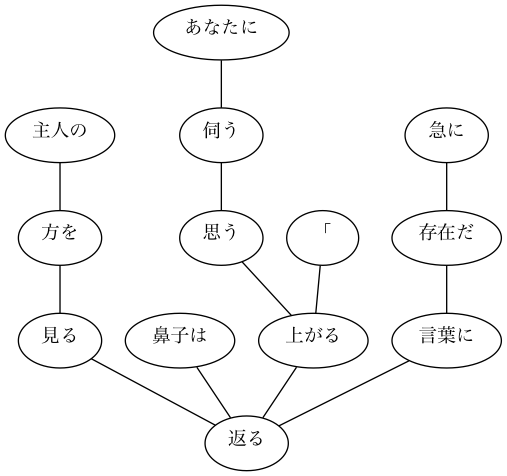 あなたに
主人の
伺う
急に
方を
思う
「
存在だ
見る
鼻子は
上がる
言葉に
返る